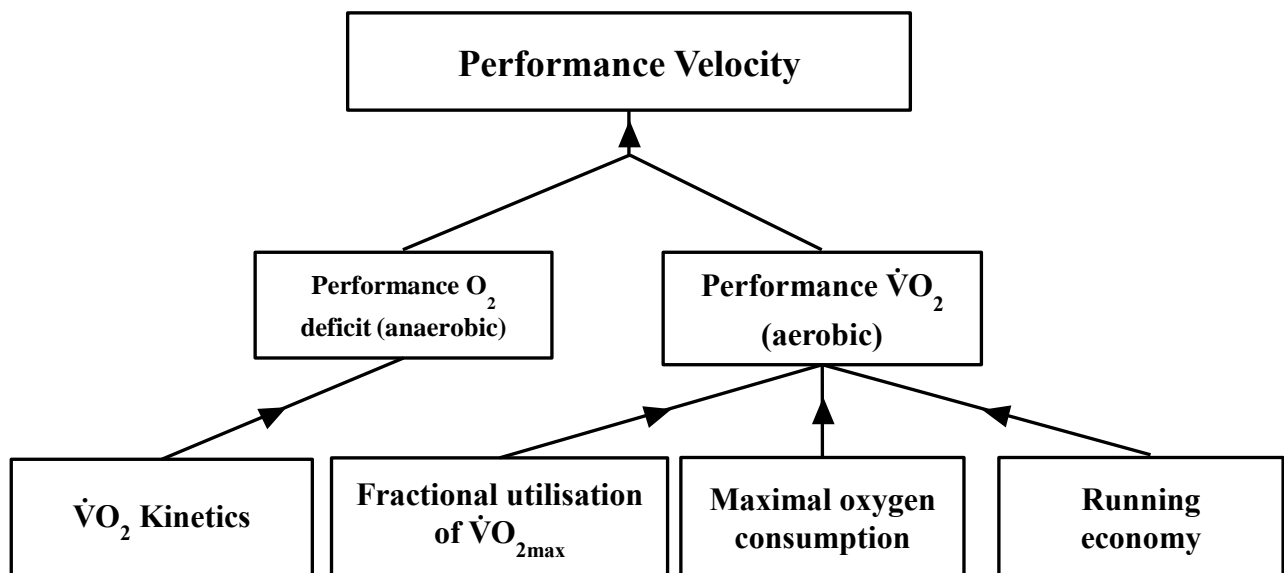 Performance Velocity
Performance O₂
deficit (anaerobic)
Performance V̇O₂
(aerobic)
V̇O₂ Kinetics
Fractional utilisation
of V̇O₂max
Maximal oxygen
consumption
Running
economy